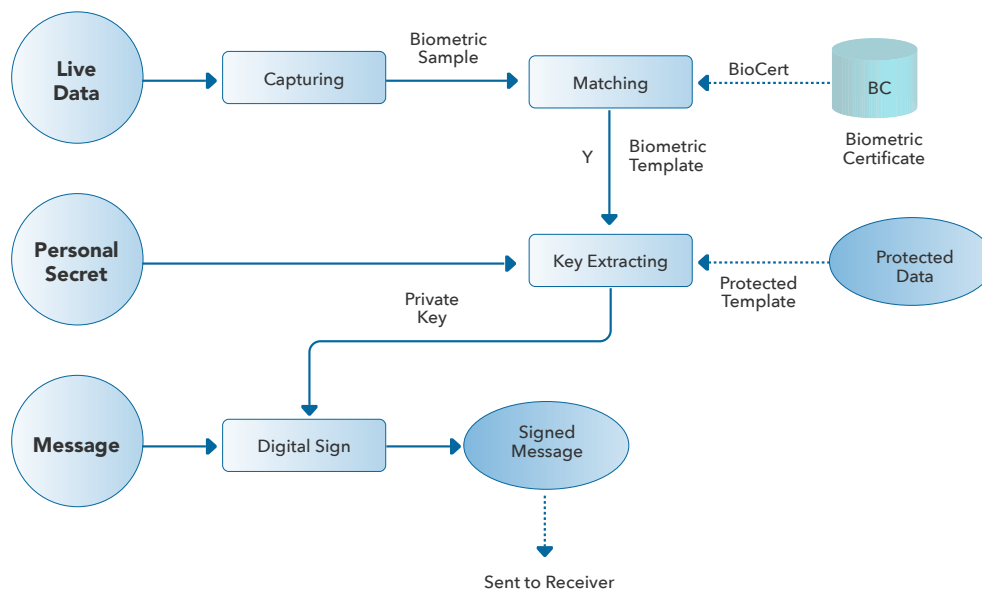 Live
Data
Capturing
Biometric
Sample
Matching
BioCert
BC
Biometric
Certificate
Y
Biometric
Template
Personal
Secret
Key Extracting
Protected
Template
Protected
Data
Private
Key
Message
Digital Sign
Signed
Message
Sent to Receiver